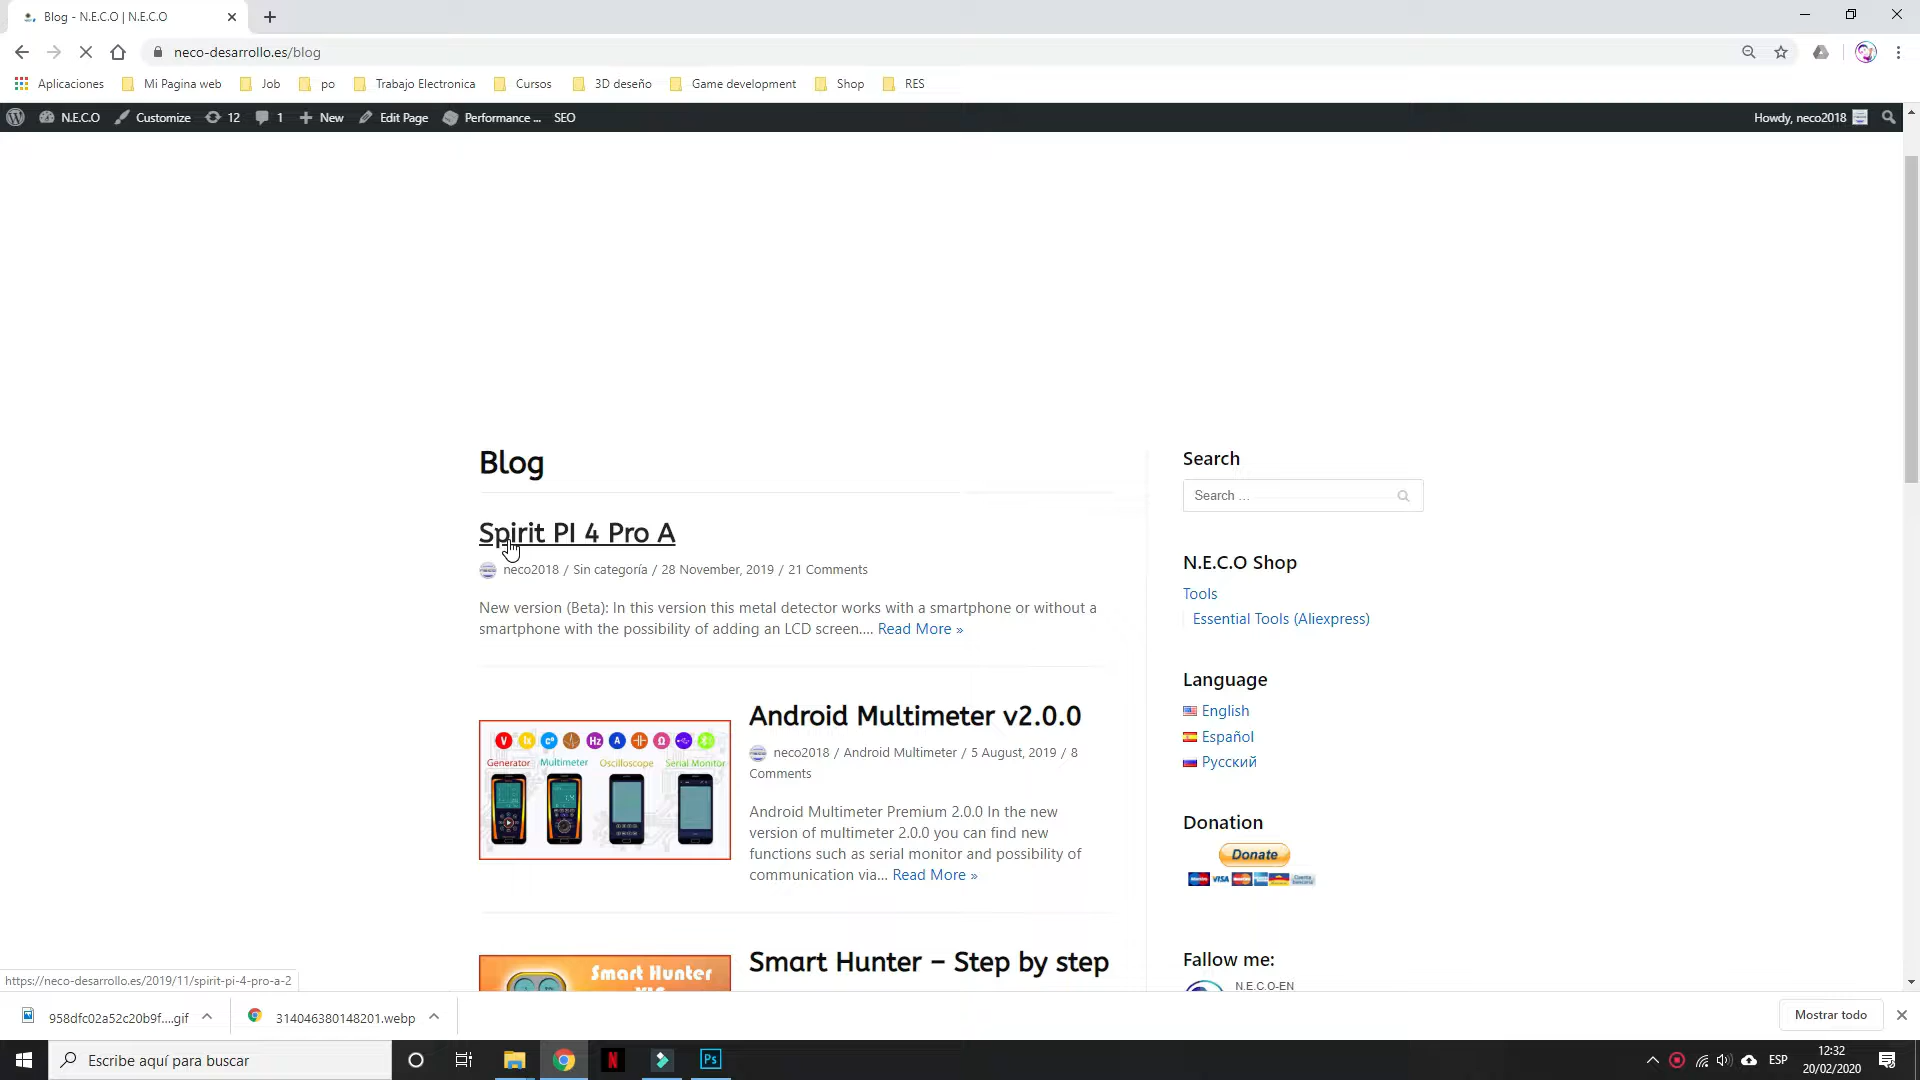 Blog - N.E.C.O | N.E.C.O
neco-desarrollo.es/blog
Aplicaciones Mi Pagina web Job po Trabajo Electronica Cursos 3D deseño Game development Shop RES
N.E.C.O Customize 12 1 New Edit Page Performance ... SEO Howdy, neco2018
Blog
Spirit PI 4 Pro A
neco2018 / Sin categoría / 28 November, 2019 / 21 Comments
New version (Beta): In this version this metal detector works with a smartphone or without a
smartphone with the possibility of adding an LCD screen.... Read More »
Android Multimeter v2.0.0
neco2018 / Android Multimeter / 5 August, 2019 / 8
Comments
Android Multimeter Premium 2.0.0 In the new
version of multimeter 2.0.0 you can find new
functions such as serial monitor and possibility of
communication via... Read More »
V lx c° Hz A Ω
Generator Multimeter Oscilloscope Serial Monitor
Smart Hunter – Step by step
Smart Hunter
Search
Search ...
N.E.C.O Shop
Tools
Essential Tools (Aliexpress)
Language
English
Español
Русский
Donation
Donate
VISA
Fallow me:
N.E.C.O-EN
https://neco-desarrollo.es/2019/11/spirit-pi-4-pro-a-2
958dfc02a52c20b9f....gif 314046380148201.webp Mostrar todo
Escribe aquí para buscar
N
Ps
ESP
12:32
20/02/2020